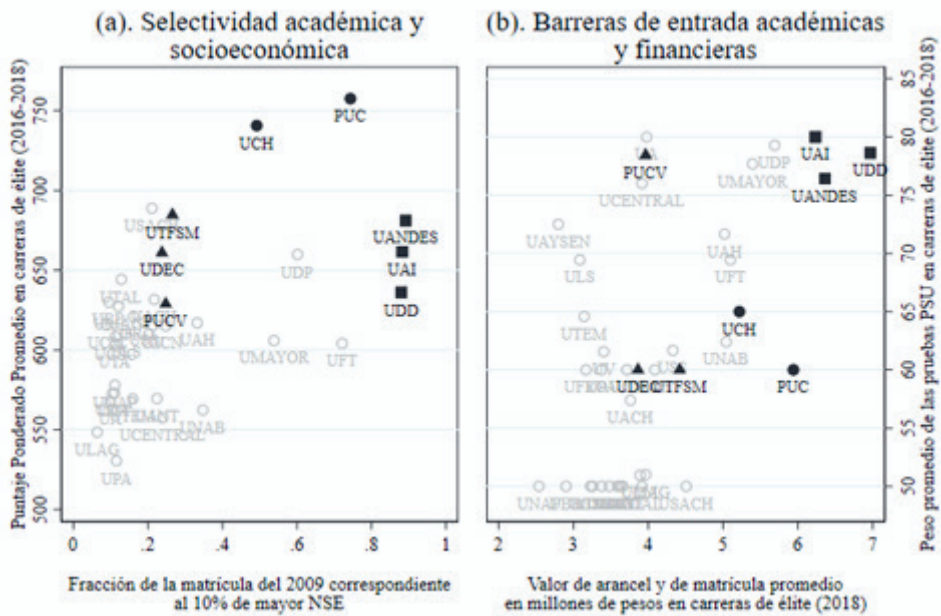 (a). Selectividad académica y
socioeconómica
Puntaje Ponderado Promedio en carreras de élite (2016-2018)
750
700
650
600
550
500
PUC
UCH
USACH
UTFSM
UDEC
PUCV
UANDES
UAI
UDD
UDP
UTAL
UCN
UAH
UMAYOR
UFT
UTA
UCENTRAL
UNAB
ULAG
UPA
0 .2 .4 .6 .8 1
Fracción de la matrícula del 2009 correspondiente
al 10% de mayor NSE
(b). Barreras de entrada académicas
y financieras
Peso promedio de las pruebas PSU en carreras de élite (2016-2018)
85
80
75
70
65
60
55
50
UAI
UDD
UANDES
UDP
UMAYOR
PUCV
UCENTRAL
UAYSEN
UAH
ULS
UFT
UCH
UTEM
UNAB
UDEC
UTFSM
PUC
UACH
USACH
2 3 4 5 6 7
Valor de arancel y de matrícula promedio
en millones de pesos en carreras de élite (2018)